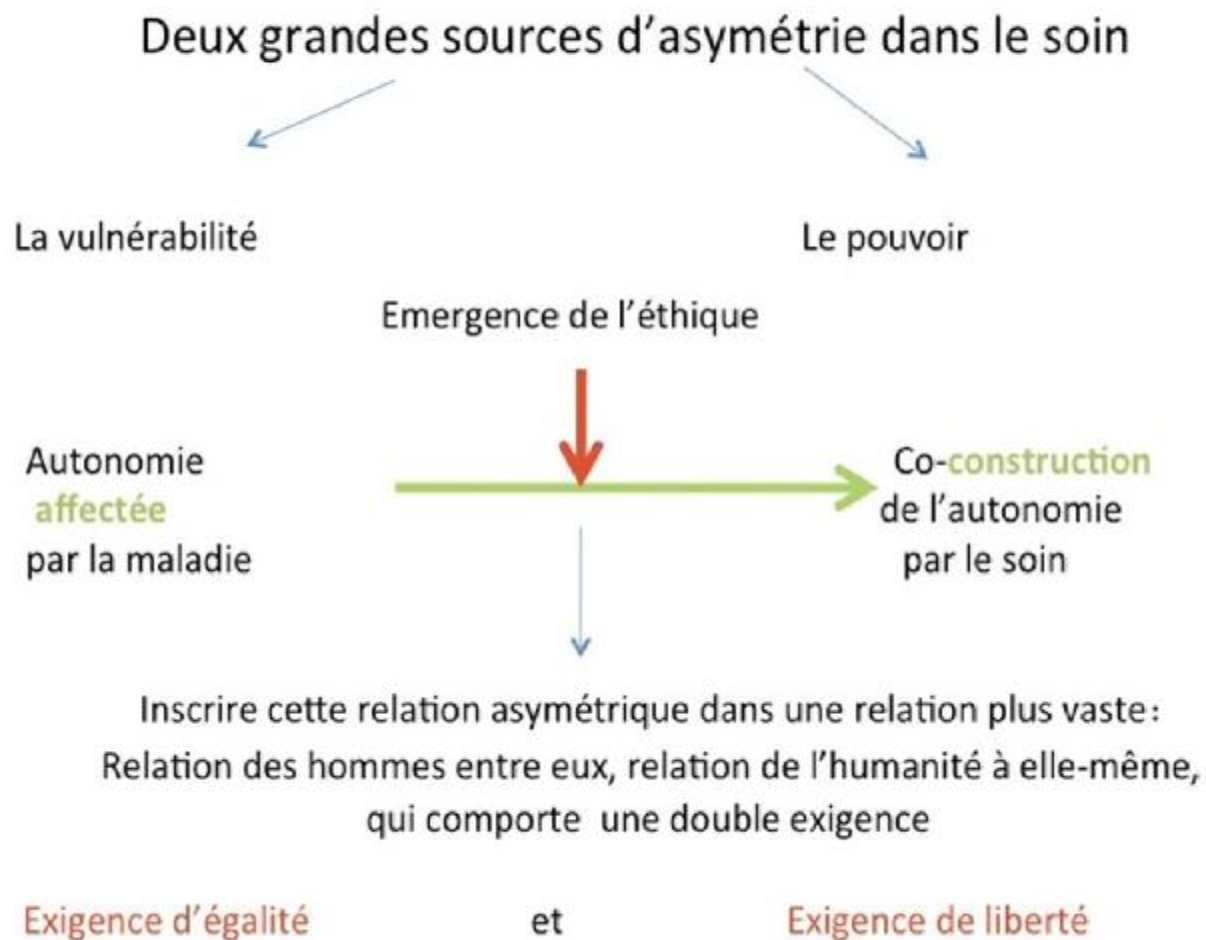 Deux grandes sources d'asymétrie dans le soin
La vulnérabilité
Le pouvoir
Emergence de l'éthique
Autonomie
affectée
par la maladie
Co-construction
de l'autonomie
par le soin
Inscrire cette relation asymétrique dans une relation plus vaste:
Relation des hommes entre eux, relation de l'humanité à elle-même,
qui comporte une double exigence
Exigence d'égalité et Exigence de liberté